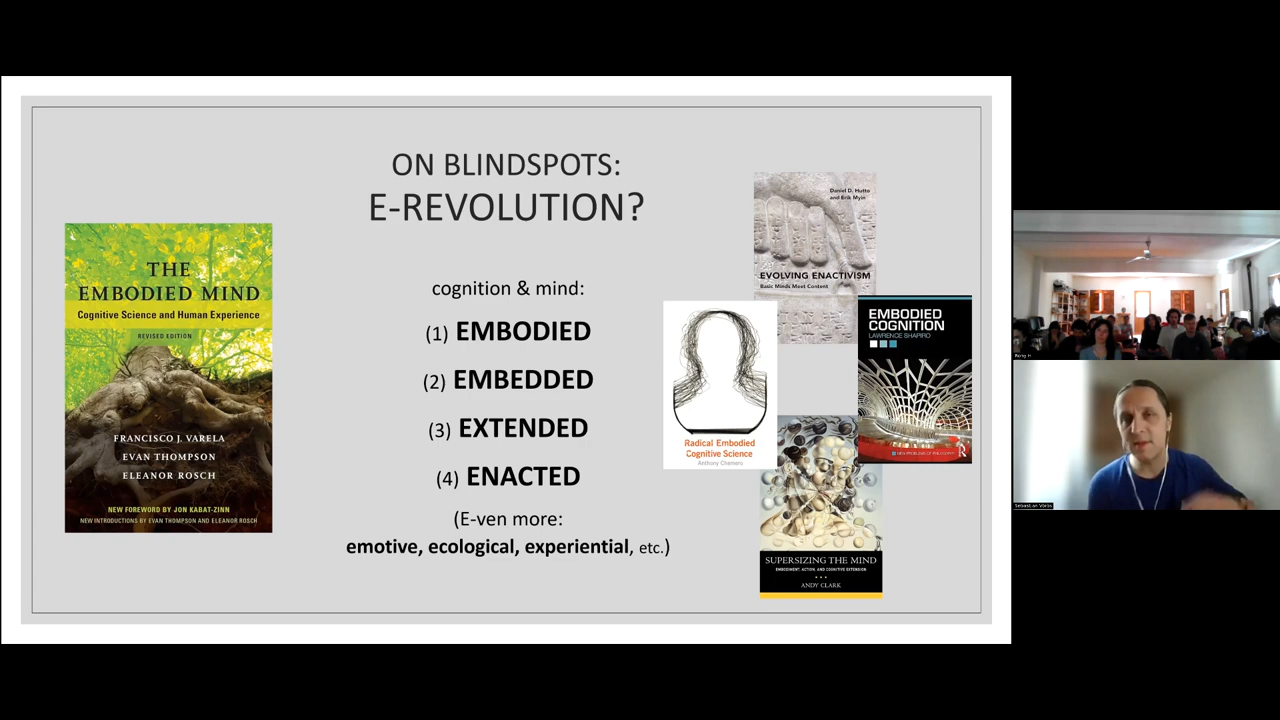 ON BLINDSPOTS:
E-REVOLUTION?
THE
EMBODIED MIND
Cognitive Science and Human Experience
REVISED EDITION
FRANCISCO J. VARELA
EVAN THOMPSON
ELEANOR ROSCH
NEW FOREWORD BY JON KABAT-ZINN
NEW INTRODUCTIONS BY EVAN THOMPSON AND ELEANOR ROSCH
cognition & mind:
(1) EMBODIED
(2) EMBEDDED
(3) EXTENDED
(4) ENACTED
(E-ven more:
emotive, ecological, experiential, etc.)
Daniel D. Hutto
and Erik Myin
EVOLVING ENACTIVISM
Basic Minds Meet Content
Radical Embodied
Cognitive Science
Anthony Chemero
EMBODIED
COGNITION
LAWRENCE SHAPIRO
NEW PROBLEMS OF PHILOSOPHY
R
SUPERSIZING THE MIND
EMBODIMENT, ACTION, AND COGNITIVE EXTENSION
ANDY CLARK